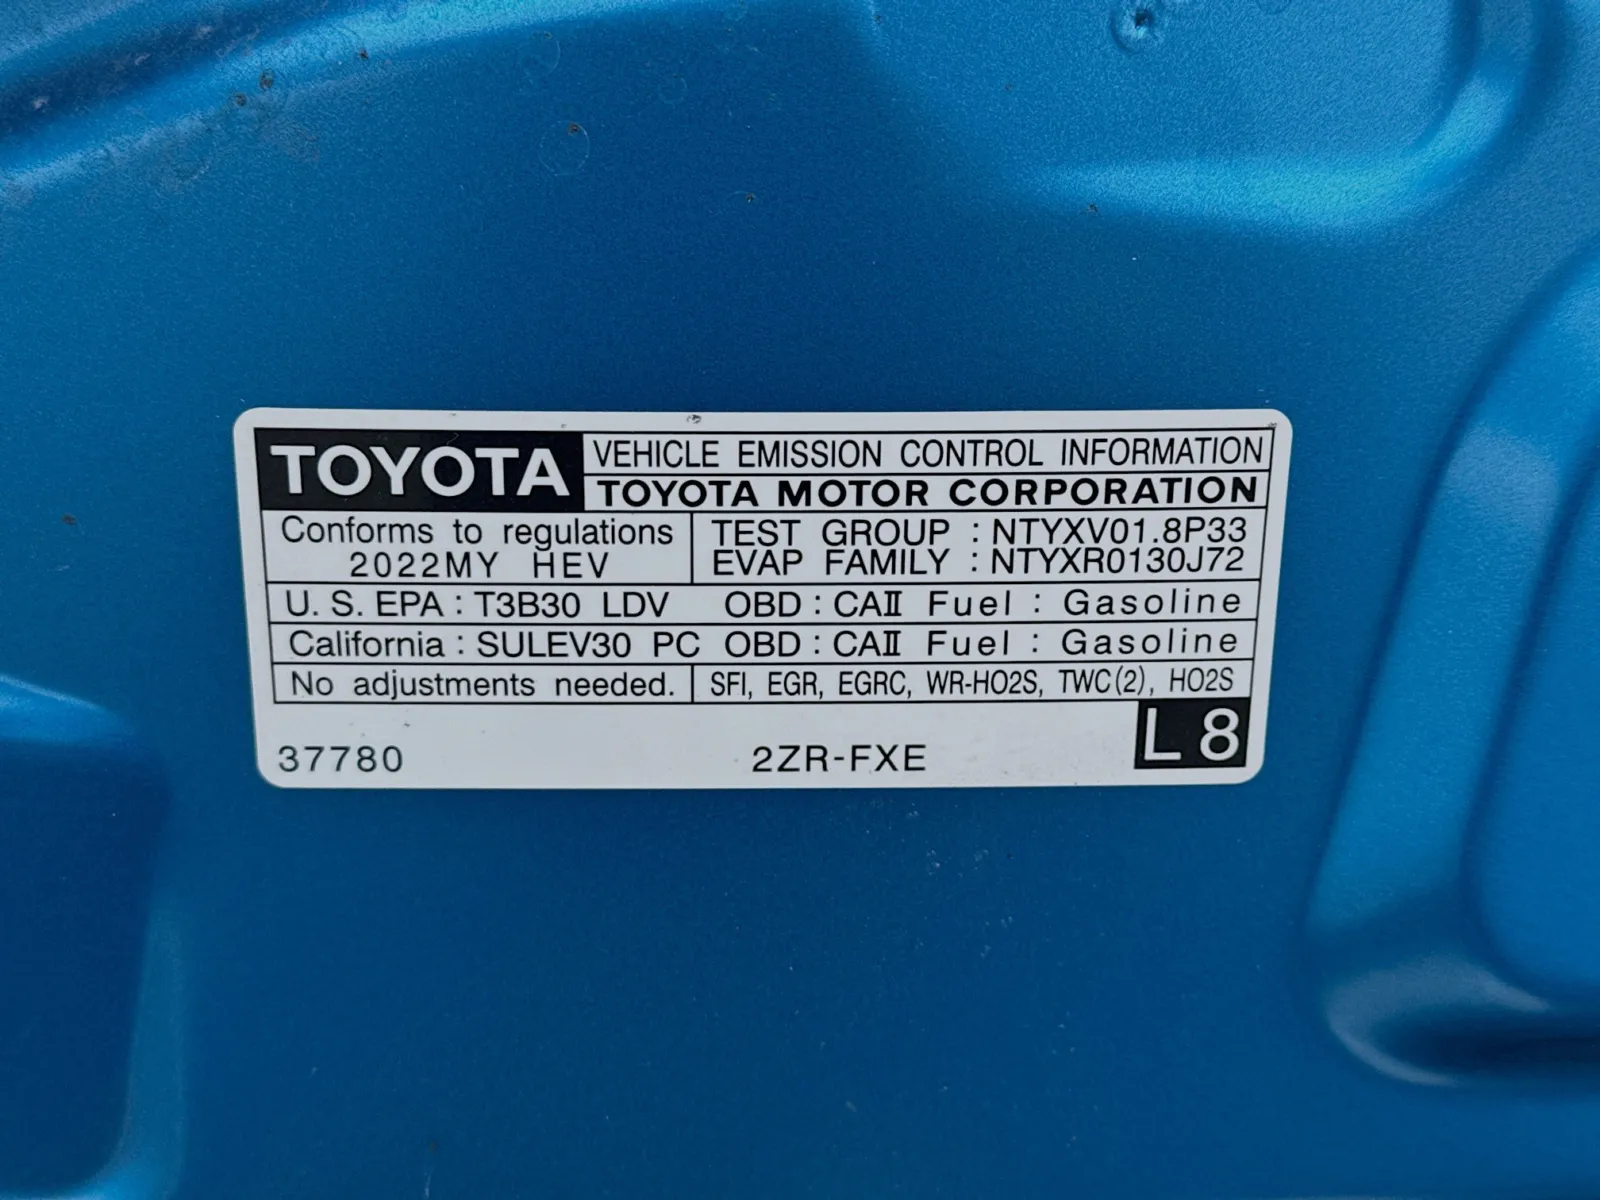 TOYOTA
VEHICLE EMISSION CONTROL INFORMATION
TOYOTA MOTOR CORPORATION
Conforms to regulations
2022MY HEV
TEST GROUP : NTYXV01.8P33
EVAP FAMILY : NTYXR0130J72
U. S. EPA : T3B30 LDV OBD : CAⅡ Fuel : Gasoline
California : SULEV30 PC OBD : CAⅡ Fuel : Gasoline
No adjustments needed. SFI, EGR, EGRC, WR-HO2S, TWC(2), HO2S
37780 2ZR-FXE L 8